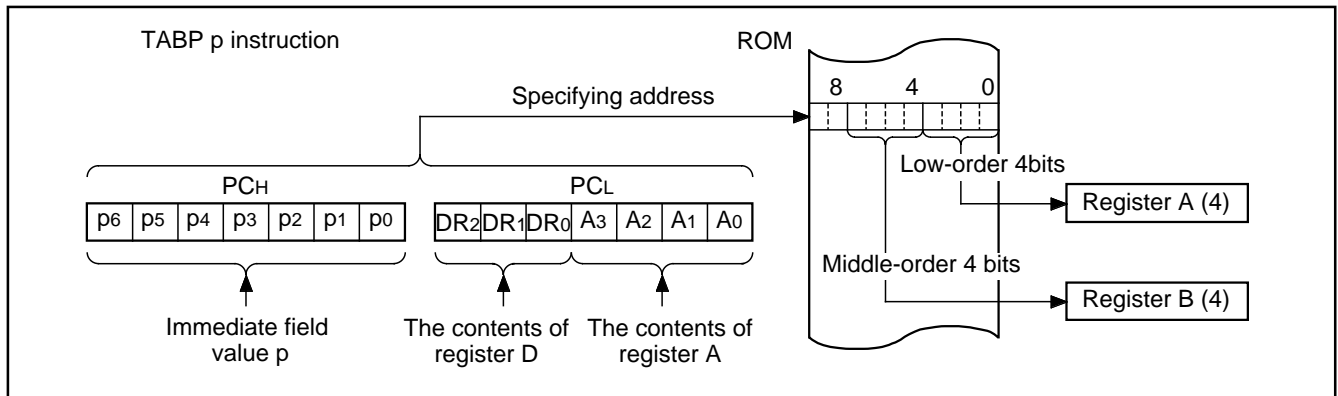 TABP p instruction
ROM
8 4 0
Specifying address
Low-order 4bits
PCH
PCL
p6 p5 p4 p3 p2 p1 p0
DR2 DR1 DR0 A3 A2 A1 A0
Register A (4)
Middle-order 4 bits
Register B (4)
Immediate field
value p
The contents of
register D
The contents of
register A